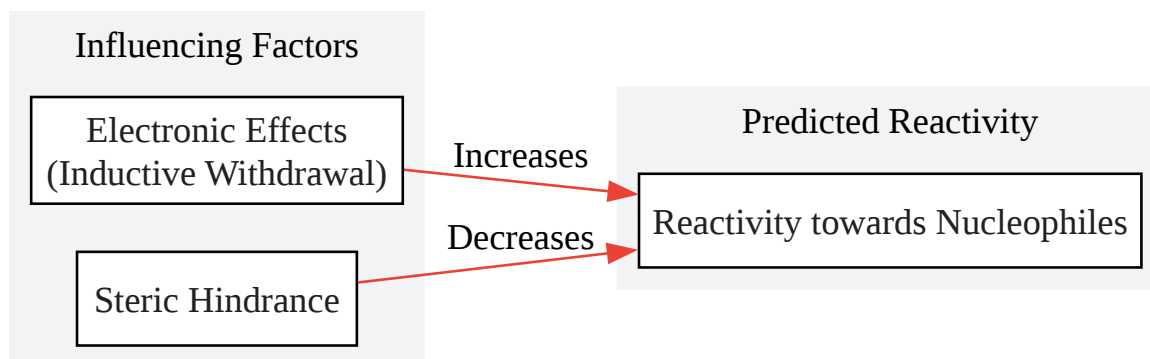 Influencing Factors
Electronic Effects
(Inductive Withdrawal)
Steric Hindrance
Increases
Decreases
Predicted Reactivity
Reactivity towards Nucleophiles